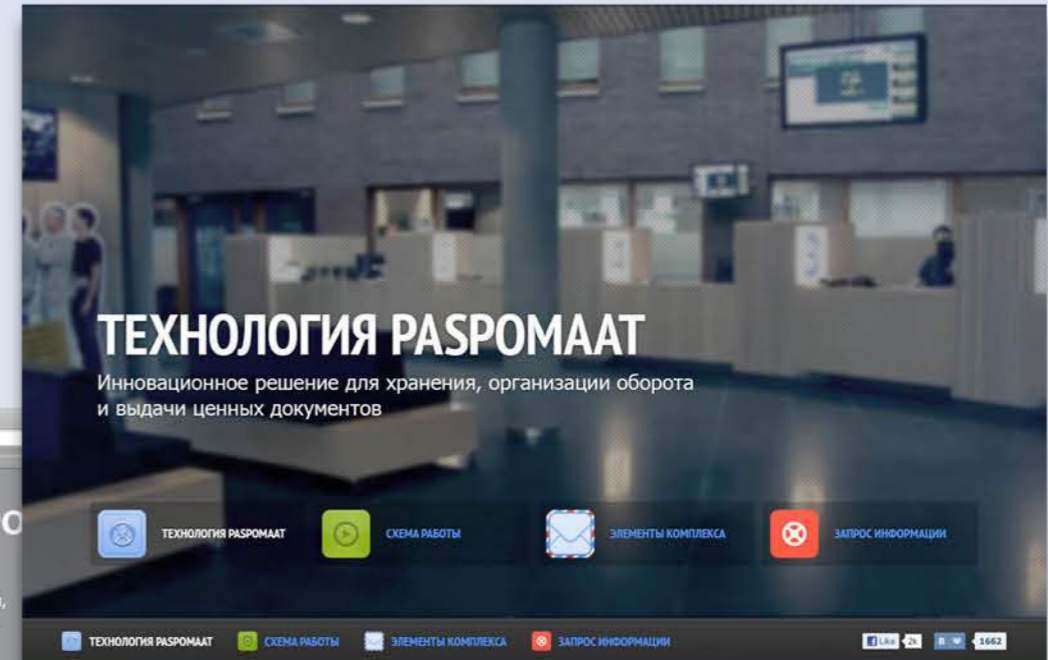 ТЕХНОЛОГИЯ PASPOMAAT
Инновационное решение для хранения, организации оборота
и выдачи ценных документов
ТЕХНОЛОГИЯ PASPOMAAT
СХЕМА РАБОТЫ
ЭЛЕМЕНТЫ КОМПЛЕКСА
ЗАПРОС ИНФОРМАЦИИ
ТЕХНОЛОГИЯ PASPOMAAT
СХЕМА РАБОТЫ
ЭЛЕМЕНТЫ КОМПЛЕКСА
ЗАПРОС ИНФОРМАЦИИ
Like 2k
В 1662